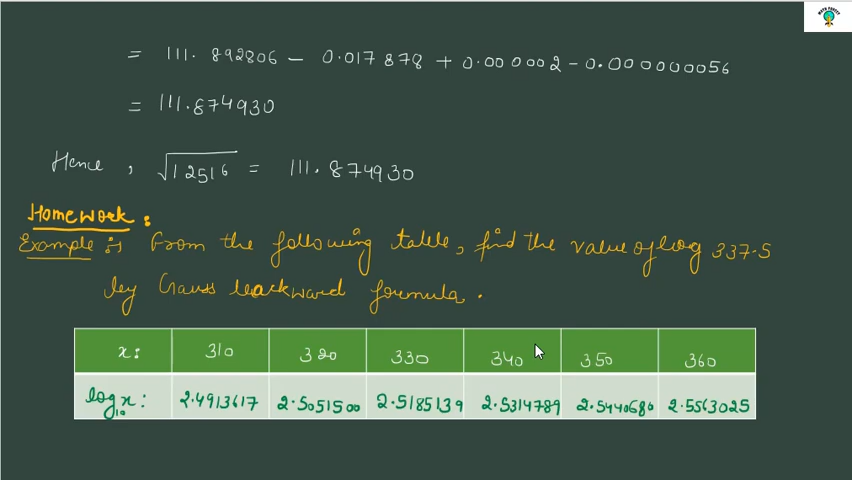 MATH FOREST
= 111.892806 – 0.017878 + 0.000002 – 0.000000056
= 111.874930
Hence, √12516 = 111.874930
Homework:
Example :- From the following table, find the value of log 337.5
by Gauss backward formula.
x: 310 320 330 340 350 360
log₁₀x: 2.4913617 2.5051500 2.5185139 2.5314789 2.5440680 2.5563025